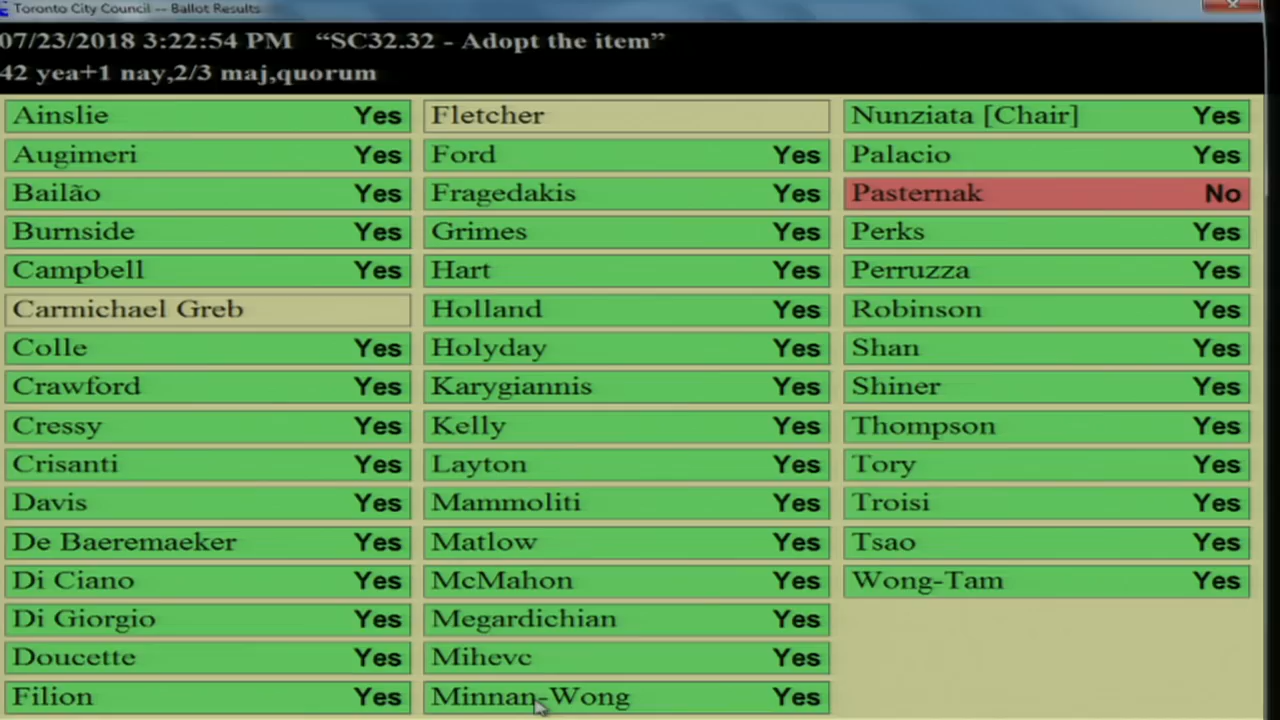 Toronto City Council -- Ballot Results
07/23/2018 3:22:54 PM "SC32.32 - Adopt the item"
42 yea+1 nay,2/3 maj,quorum
Ainslie Yes
Augimeri Yes
Bailão Yes
Burnside Yes
Campbell Yes
Carmichael Greb
Colle Yes
Crawford Yes
Cressy Yes
Crisanti Yes
Davis Yes
De Baeremaeker Yes
Di Ciano Yes
Di Giorgio Yes
Doucette Yes
Filion Yes
Fletcher
Ford Yes
Fragedakis Yes
Grimes Yes
Hart Yes
Holland Yes
Holyday Yes
Karygiannis Yes
Kelly Yes
Layton Yes
Mammoliti Yes
Matlow Yes
McMahon Yes
Megardichian Yes
Mihevc Yes
Minnan-Wong Yes
Nunziata [Chair] Yes
Palacio Yes
Pasternak No
Perks Yes
Perruzza Yes
Robinson Yes
Shan Yes
Shiner Yes
Thompson Yes
Tory Yes
Troisi Yes
Tsao Yes
Wong-Tam Yes